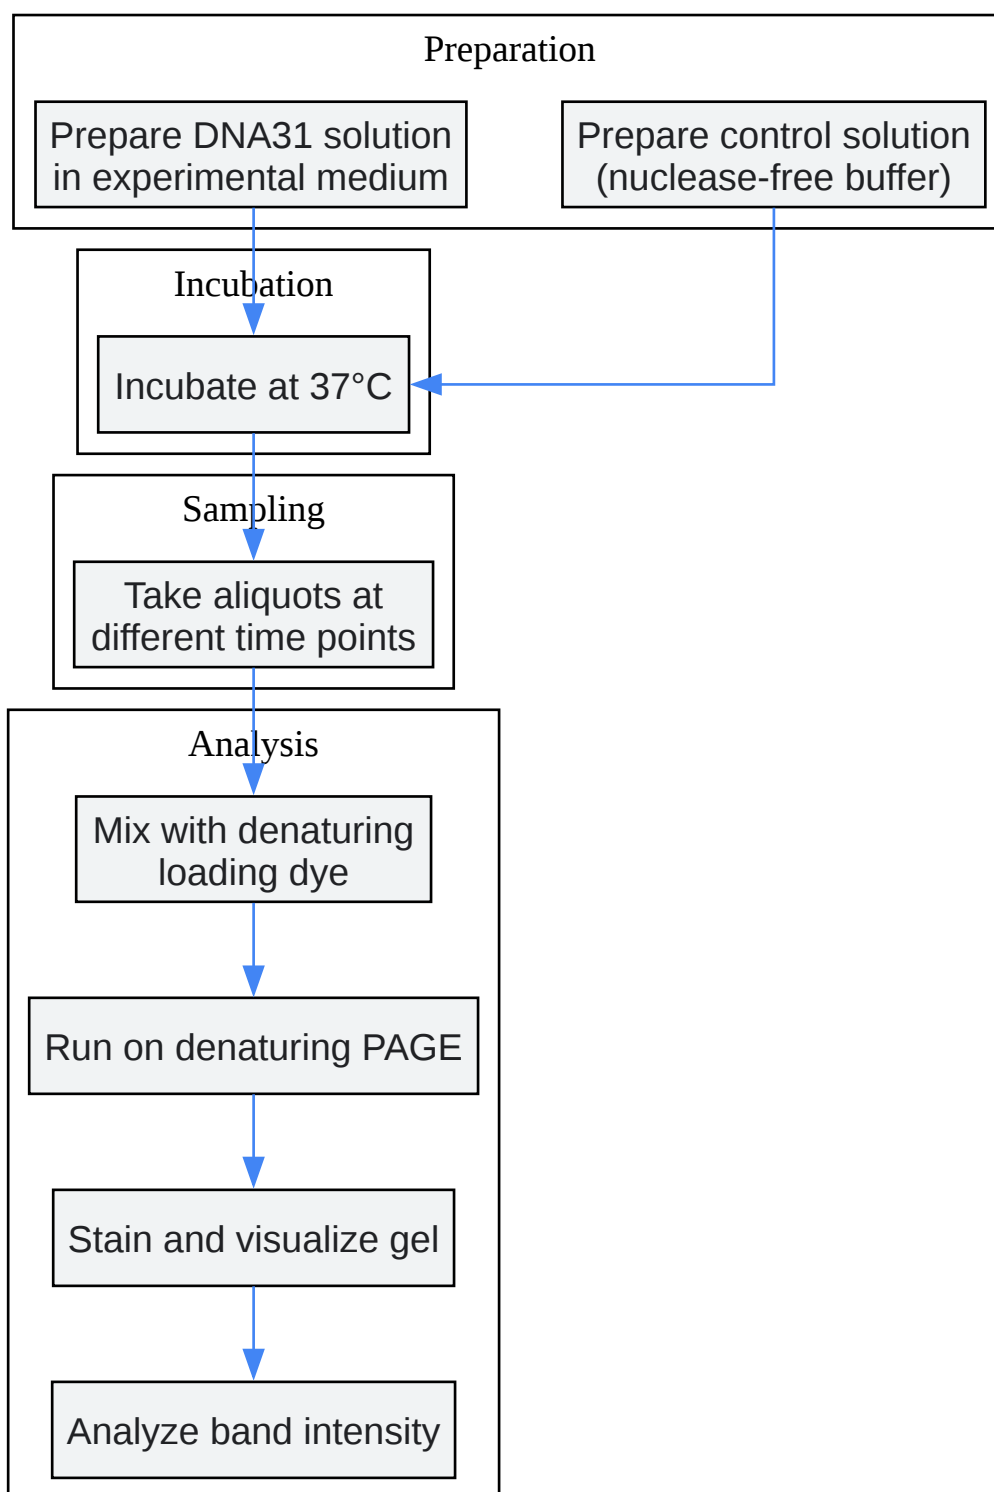 Preparation
Prepare DNA31 solution
in experimental medium
Prepare control solution
(nuclease-free buffer)
Incubation
Incubate at 37°C
Sampling
Take aliquots at
different time points
Analysis
Mix with denaturing
loading dye
Run on denaturing PAGE
Stain and visualize gel
Analyze band intensity